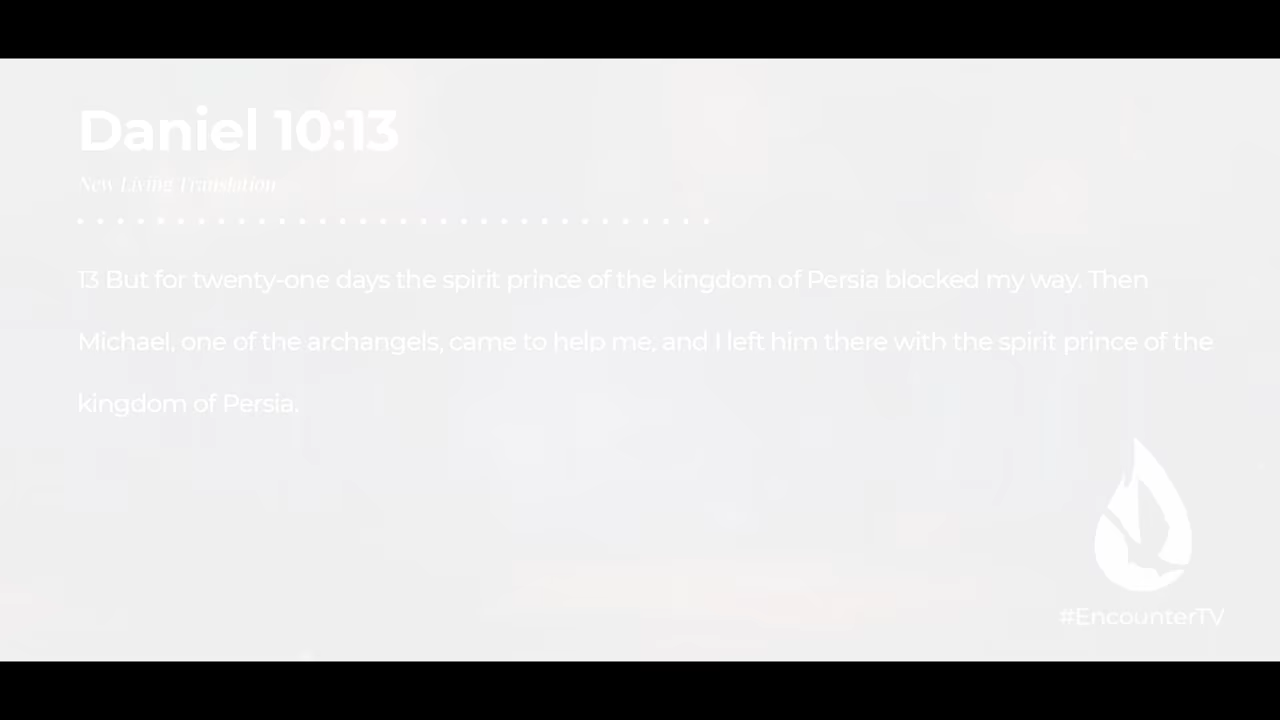 Daniel 10:13
New Living Translation
13 But for twenty-one days the spirit prince of the kingdom of Persia blocked my way. Then
Michael, one of the archangels, came to help me, and I left him there with the spirit prince of the
kingdom of Persia.
#EncounterTV